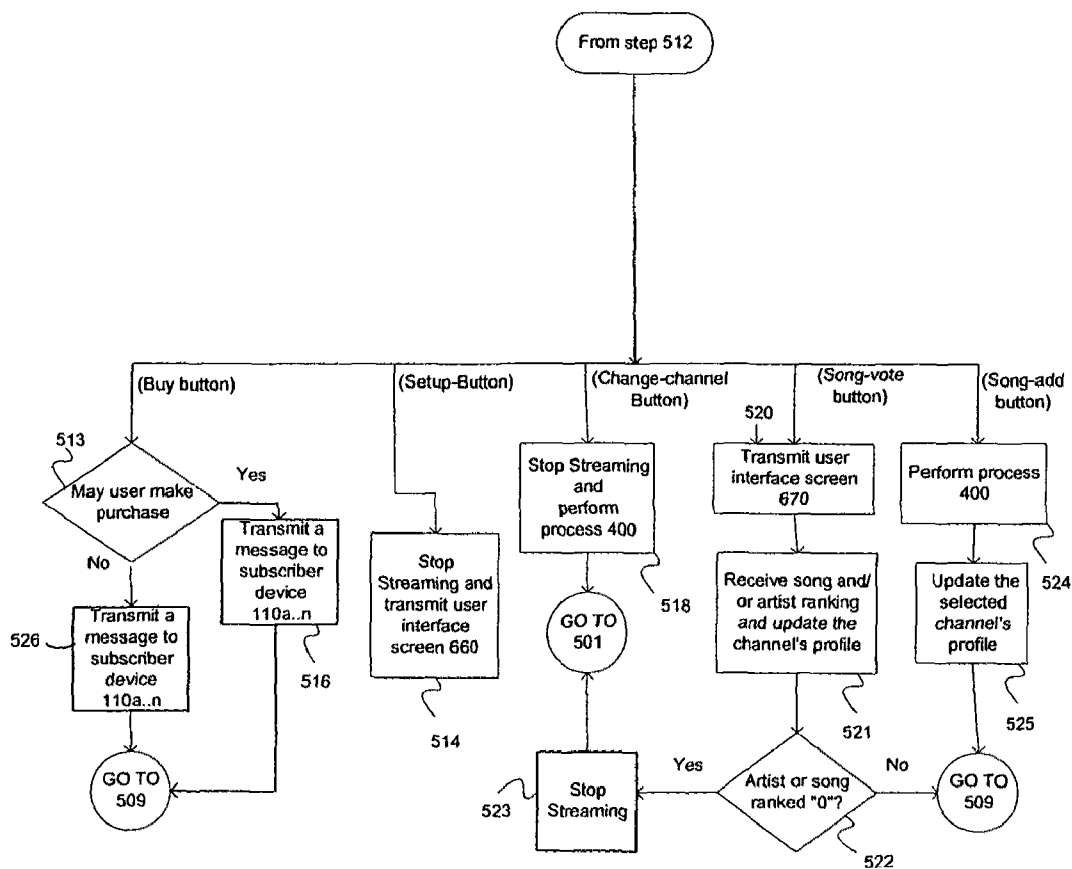 From step 512
(Buy button)
(Setup-Button)
(Change-channel
Button)
(Song-vote
button)
(Song-add
button)
513
May user make
purchase
Yes
No
Transmit a
message to
subscriber
device
110a..n
516
526
Transmit a
message to
subscriber
device
110a..n
GO TO
509
Stop
Streaming and
transmit user
interface
screen 660
514
Stop Streaming
and
perform
process 400
518
GO TO
501
523
Stop
Streaming
520
Transmit user
interface screen
670
Receive song and/
or artist ranking
and update the
channel's profile
521
Yes
Artist or song
ranked "0"?
No
522
Perform process
400
524
Update the
selected
channel's
profile
525
GO TO
509